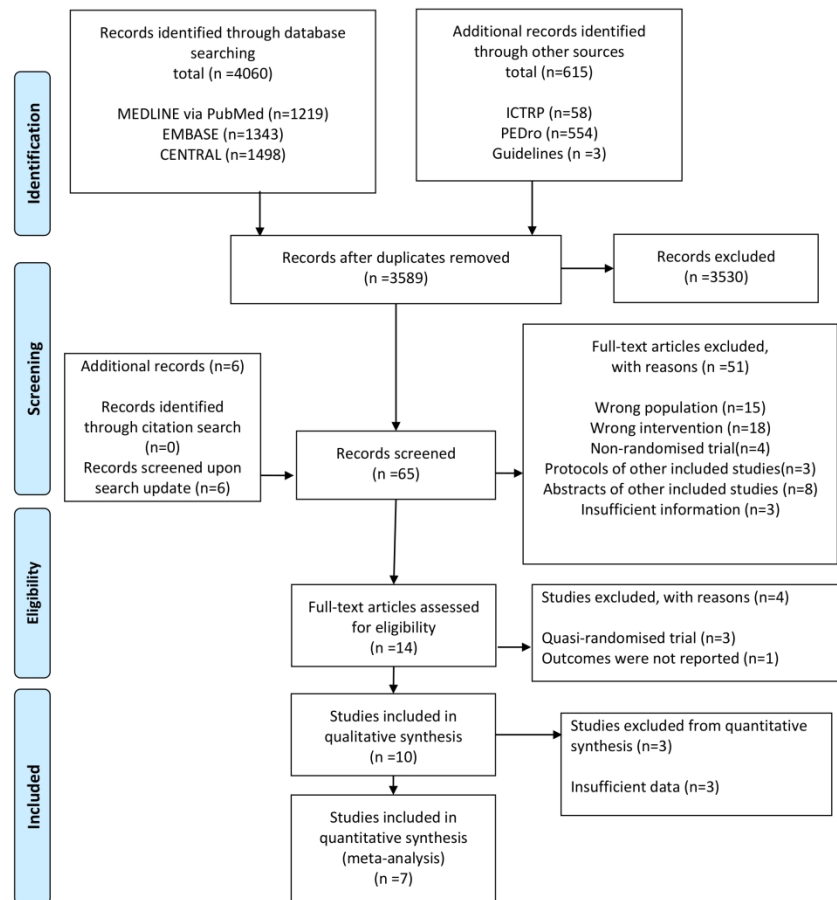 Records identified through database
searching
total (n =4060)
MEDLINE via PubMed (n=1219)
EMBASE (n=1343)
CENTRAL (n=1498)
Additional records identified
through other sources
total (n=615)
ICTRP (n=58)
PEDro (n=554)
Guidelines (n =3)
Identification
Records after duplicates removed
(n =3589)
Records excluded
(n =3530)
Screening
Additional records (n=6)
Records identified
through citation search
(n=0)
Records screened upon
search update (n=6)
Records screened
(n =65)
Full-text articles excluded,
with reasons (n =51)
Wrong population (n=15)
Wrong intervention (n=18)
Non-randomised trial(n=4)
Protocols of other included studies(n=3)
Abstracts of other included studies (n=8)
Insufficient information (n=3)
Eligibility
Full-text articles assessed
for eligibility
(n =14)
Studies excluded, with reasons (n=4)
Quasi-randomised trial (n=3)
Outcomes were not reported (n=1)
Included
Studies included in
qualitative synthesis
(n =10)
Studies excluded from quantitative
synthesis (n=3)
Insufficient data (n=3)
Studies included in
quantitative synthesis
(meta-analysis)
(n =7)